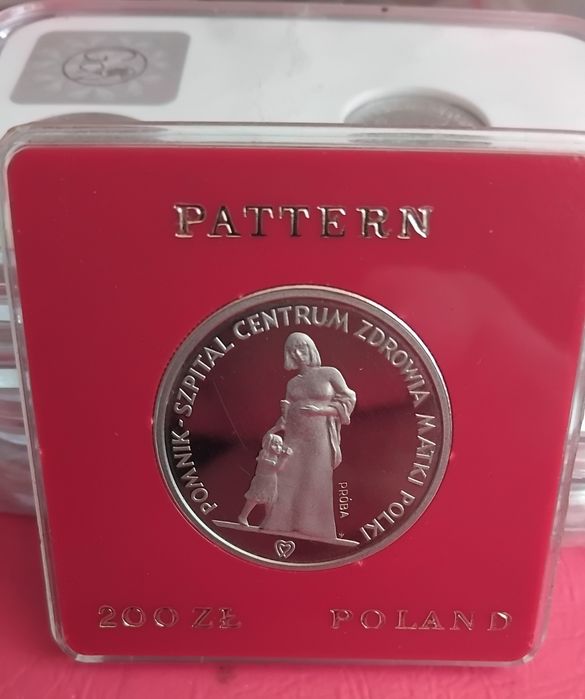 PATTERN
POMNIK-SZPITAL CENTRUM ZDROWIA MATKI POLKI
PRÓBA
200 ZŁ POLAND